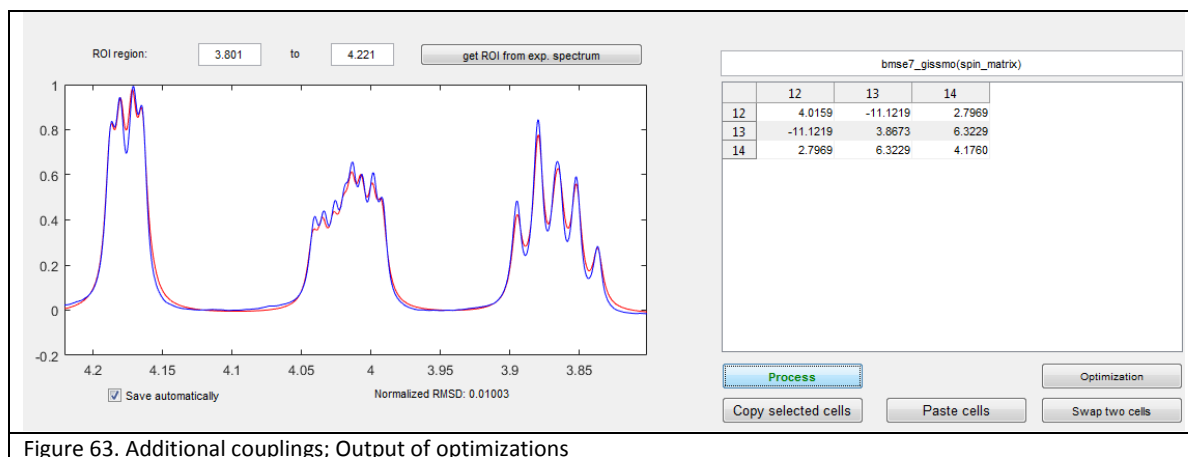 ROI region: 3.801 to 4.221 get ROI from exp. spectrum
bmse7_gissmo(spin_matrix)
12 13 14
12 4.0159 -11.1219 2.7969
13 -11.1219 3.8673 6.3229
14 2.7969 6.3229 4.1760
1
0.8
0.6
0.4
0.2
0
-0.2
4.2 4.15 4.1 4.05 4 3.95 3.9 3.85
Save automatically Normalized RMSD: 0.01003
Process Optimization
Copy selected cells Paste cells Swap two cells
Figure 63. Additional couplings; Output of optimizations